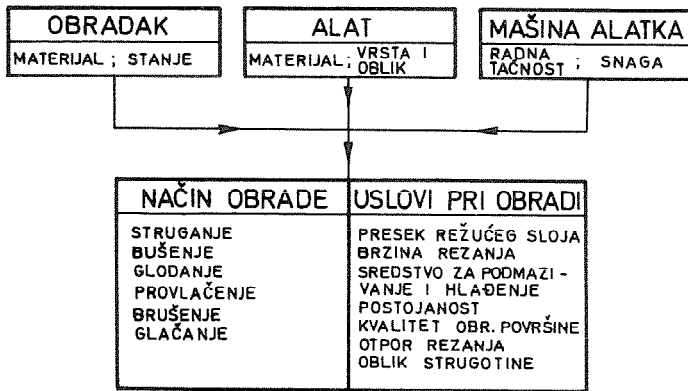 OBRADAK
MATERIJAL ; STANJE
ALAT
MATERIJAL ; VRSTA I
OBLIK
MAŠINA ALATKA
RADNA
TAČNOST ; SNAGA
NAČIN OBRADE
STRUGANJE
BUŠENJE
GLODANJE
PROVLAČENJE
BRUŠENJE
GLAČANJE
USLOVI PRI OBRADI
PRESEK REŽUĆEG SLOJA
BRZINA REZANJA
SREDSTVO ZA PODMAZI -
VANJE I HLAĐENJE
POSTOJANOST
KVALITET OBR. POVRŠINE
OTPOR REZANJA
OBLIK STRUGOTINE